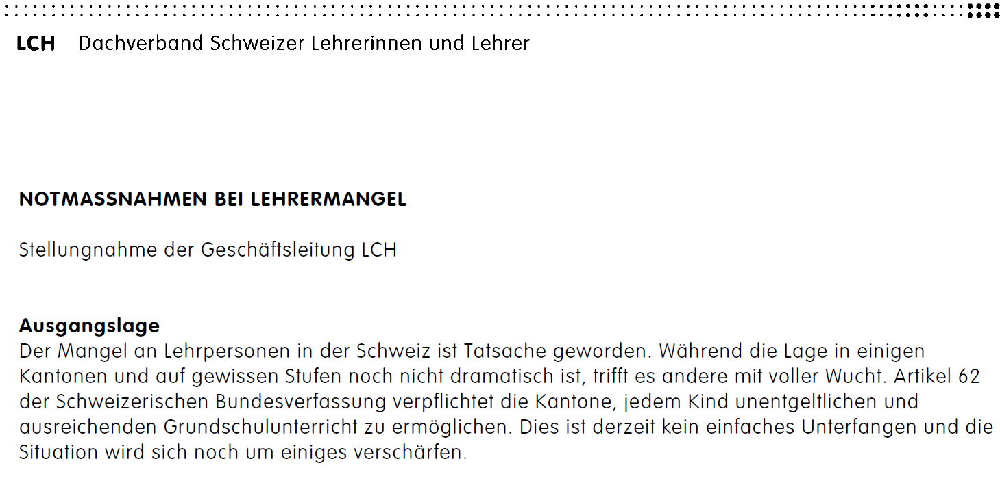 LCH Dachverband Schweizer Lehrerinnen und Lehrer
NOTMASSNAHMEN BEI LEHRERMANGEL
Stellungnahme der Geschäftsleitung LCH
Ausgangslage
Der Mangel an Lehrpersonen in der Schweiz ist Tatsache geworden. Während die Lage in einigen
Kantonen und auf gewissen Stufen noch nicht dramatisch ist, trifft es andere mit voller Wucht. Artikel 62
der Schweizerischen Bundesverfassung verpflichtet die Kantone, jedem Kind unentgeltlichen und
ausreichenden Grundschulunterricht zu ermöglichen. Dies ist derzeit kein einfaches Unterfangen und die
Situation wird sich noch um einiges verschärfen.